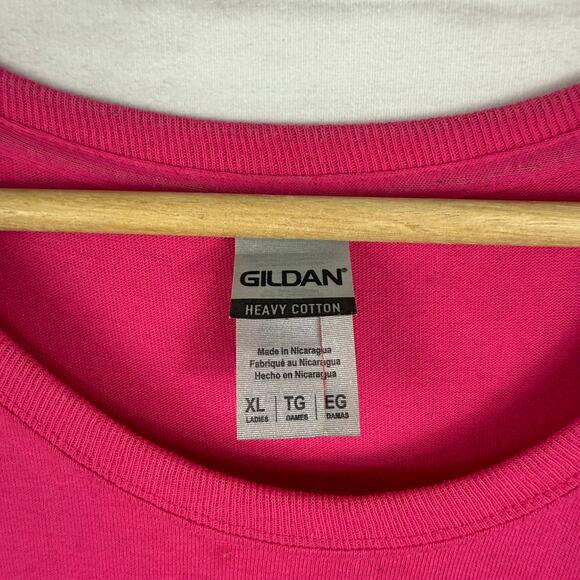 GILDAN®
HEAVY COTTON
Made in Nicaragua
Fabriqué au Nicaragua
Hecho en Nicaragua
XL TG EG
LADIES DAMES DAMAS